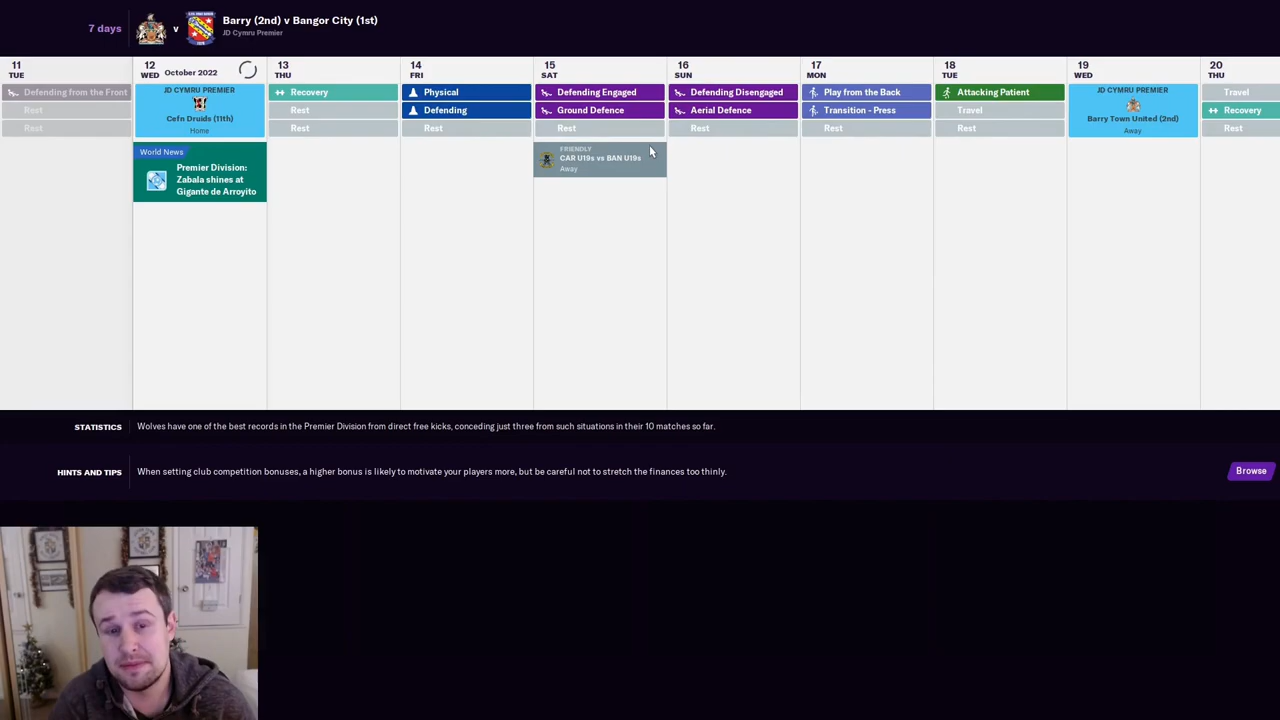 7 days
v
Barry (2nd) v Bangor City (1st)
JD Cymru Premier
11
TUE
12
WED
October 2022
13
THU
14
FRI
15
SAT
16
SUN
17
MON
18
TUE
19
WED
20
THU
Defending from the Front
Rest
Rest
JD CYMRU PREMIER
Cefn Druids (11th)
Home
World News
Premier Division:
Zabala shines at
Gigante de Arroyito
Recovery
Rest
Rest
Physical
Defending
Rest
Defending Engaged
Ground Defence
Rest
FRIENDLY
CAR U19s vs BAN U19s
Away
Defending Disengaged
Aerial Defence
Rest
Play from the Back
Transition - Press
Rest
Attacking Patient
Travel
Rest
JD CYMRU PREMIER
Barry Town United (2nd)
Away
Travel
Recovery
Rest
STATISTICS
Wolves have one of the best records in the Premier Division from direct free kicks, conceding just three from such situations in their 10 matches so far.
HINTS AND TIPS
When setting club competition bonuses, a higher bonus is likely to motivate your players more, but be careful not to stretch the finances too thinly.
Browse